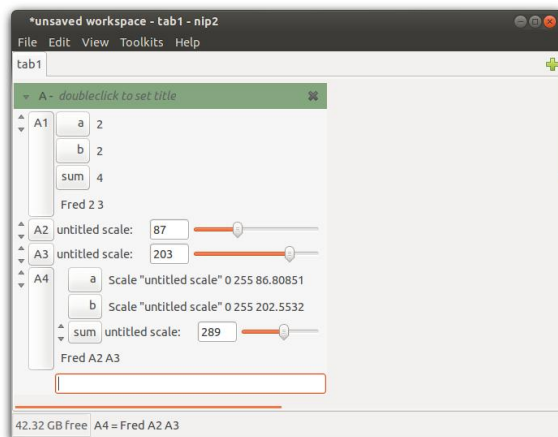 *unsaved workspace - tab1 - nip2
File Edit View Toolkits Help
tab1
A - doubleclick to set title
A1 a 2
b 2
sum 4
Fred 2 3
A2 untitled scale: 87
A3 untitled scale: 203
A4 a Scale "untitled scale" 0 255 86.80851
b Scale "untitled scale" 0 255 202.5532
sum untitled scale: 289
Fred A2 A3
42.32 GB free A4 = Fred A2 A3